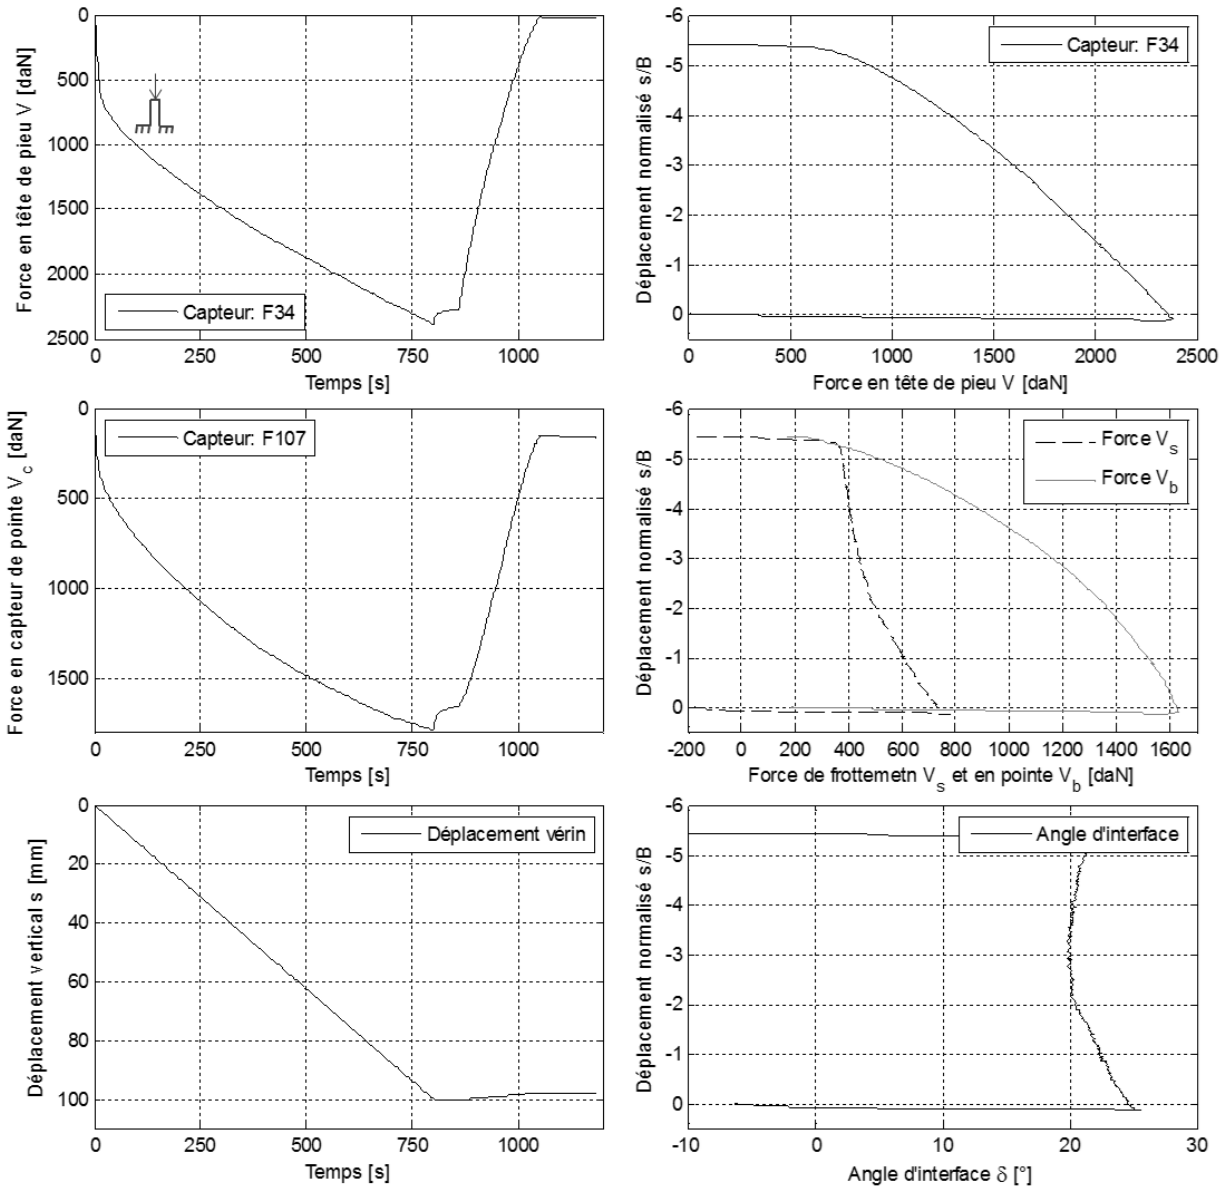 Force en tête de pieu V [daN]
0
500
1000
1500
2000
2500
Capteur: F34
0 250 500 750 1000
Temps [s]
Déplacement normalisé s/B
-6
-5
-4
-3
-2
-1
0
Capteur: F34
0 500 1000 1500 2000 2500
Force en tête de pieu V [daN]
Force en capteur de pointe V_c [daN]
0
500
1000
1500
Capteur: F107
0 250 500 750 1000
Temps [s]
Déplacement normalisé s/B
-6
-5
-4
-3
-2
-1
0
Force V_s
Force V_b
-200 0 200 400 600 800 1000 1200 1400 1600
Force de frottemetn V_s et en pointe V_b [daN]
Déplacement vertical s [mm]
0
20
40
60
80
100
Déplacement vérin
0 250 500 750 1000
Temps [s]
Déplacement normalisé s/B
-6
-5
-4
-3
-2
-1
0
Angle d'interface
-10 0 10 20 30
Angle d'interface δ [°]